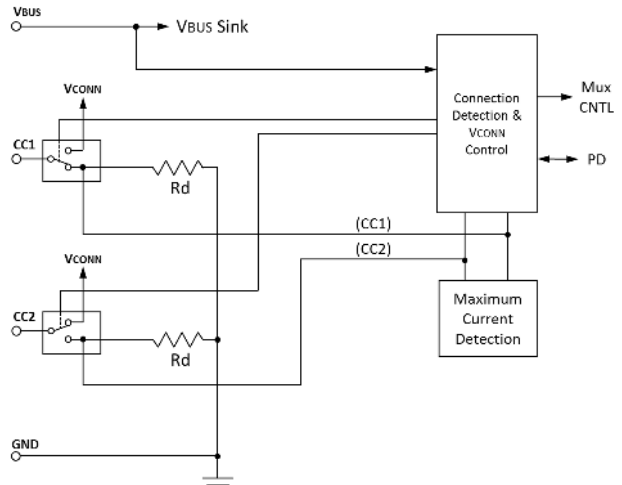 VBUS
VBUS Sink
VCONN
CC1
Rd
Connection
Detection &
VCONN
Control
Mux
CNTL
PD
(CC1)
(CC2)
VCONN
CC2
Rd
Maximum
Current
Detection
GND